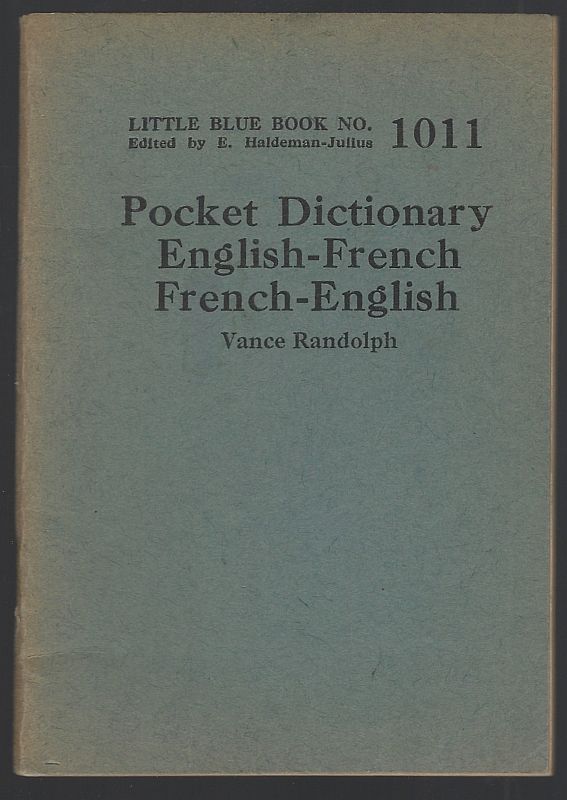 LITTLE BLUE BOOK NO. 1011
Edited by E. Haldeman-Julius
Pocket Dictionary
English-French
French-English
Vance Randolph